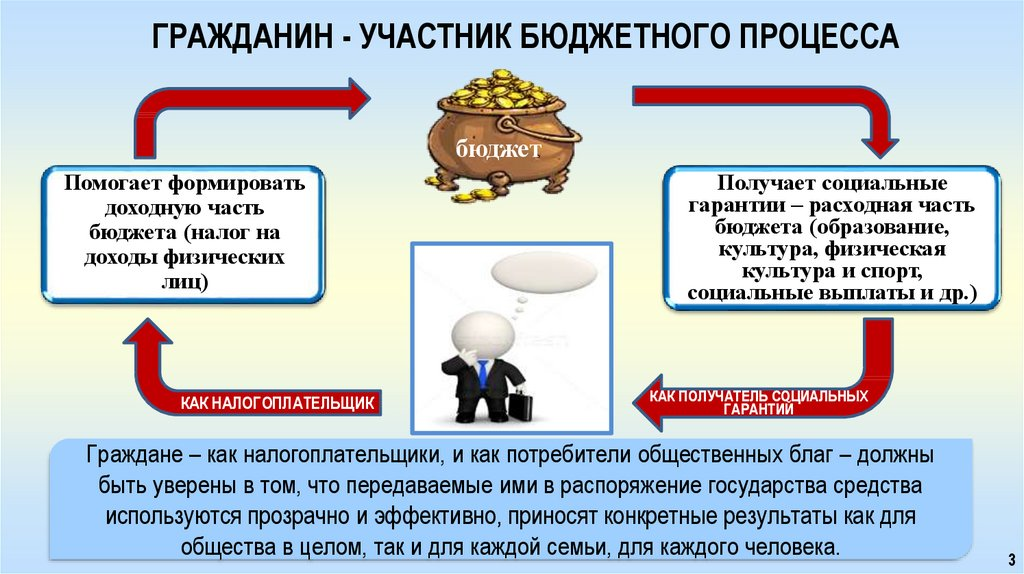 ГРАЖДАНИН - УЧАСТНИК БЮДЖЕТНОГО ПРОЦЕССА
бюджет
Помогает формировать
доходную часть
бюджета (налог на
доходы физических
лиц)
Получает социальные
гарантии – расходная часть
бюджета (образование,
культура, физическая
культура и спорт,
социальные выплаты и др.)
КАК НАЛОГОПЛАТЕЛЬЩИК
КАК ПОЛУЧАТЕЛЬ СОЦИАЛЬНЫХ
ГАРАНТИЙ
Граждане – как налогоплательщики, и как потребители общественных благ – должны
быть уверены в том, что передаваемые ими в распоряжение государства средства
используются прозрачно и эффективно, приносят конкретные результаты как для
общества в целом, так и для каждой семьи, для каждого человека.
3